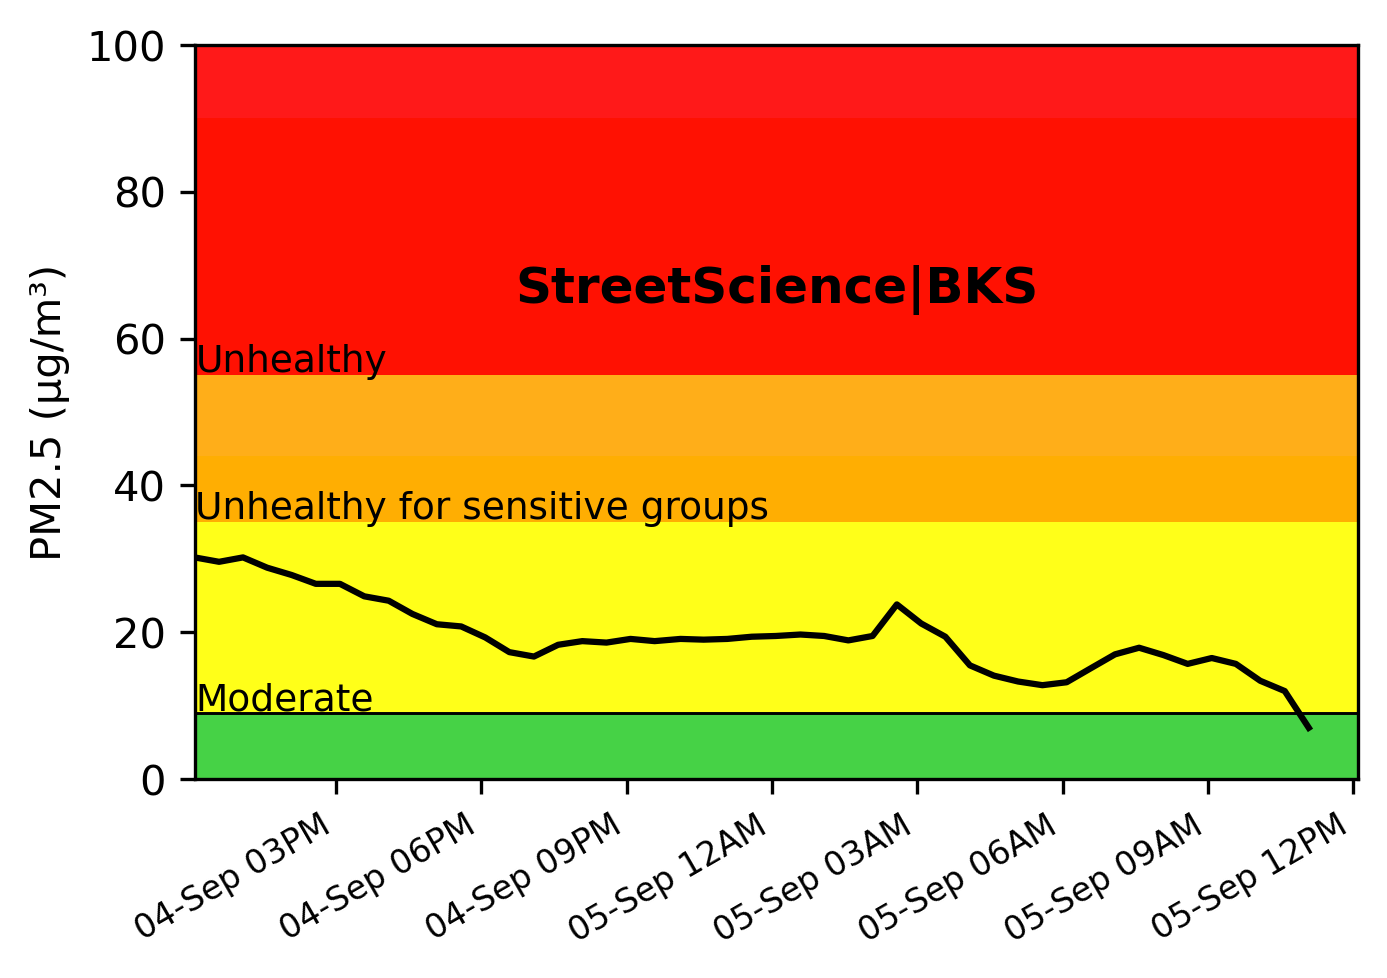 100
80
60
40
20
0
PM2.5 (µg/m³)
StreetScience|BKS
Unhealthy
Unhealthy for sensitive groups
Moderate
04-Sep 03PM
04-Sep 06PM
04-Sep 09PM
05-Sep 12AM
05-Sep 03AM
05-Sep 06AM
05-Sep 09AM
05-Sep 12PM